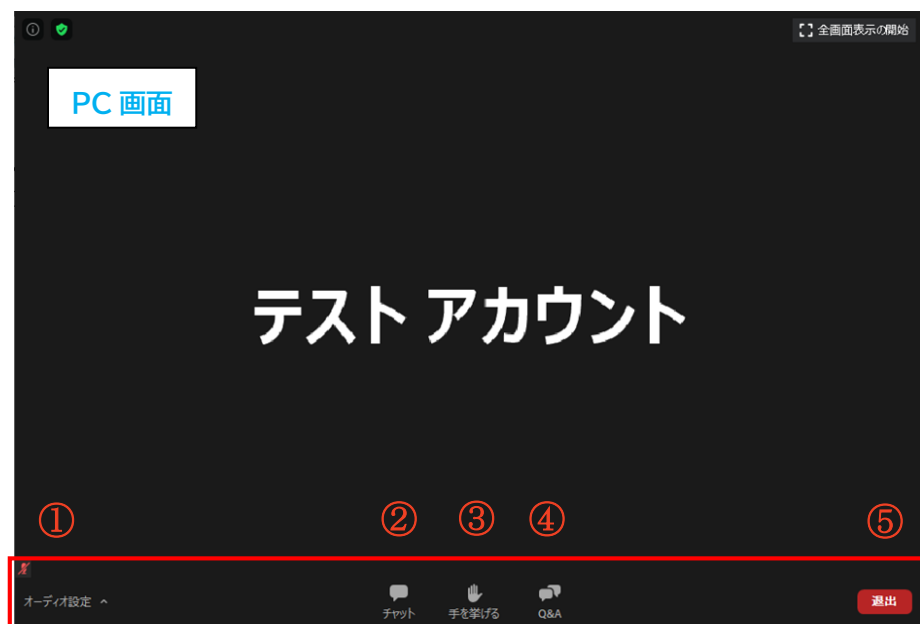 全画面表示の開始
PC 画面
テスト アカウント
① ② ③ ④ ⑤
オーディオ設定 チャット 手を挙げる Q&A 退出